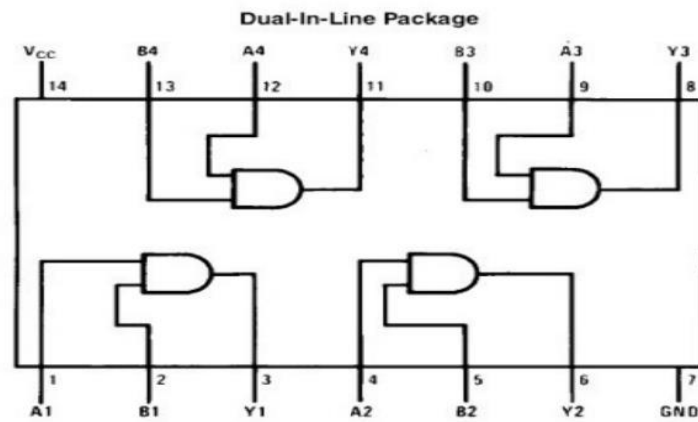 Dual-In-Line Package
VCC B4 A4 Y4 B3 A3 Y3
14 13 12 11 10 9 8
1 2 3 4 5 6 7
A1 B1 Y1 A2 B2 Y2 GND